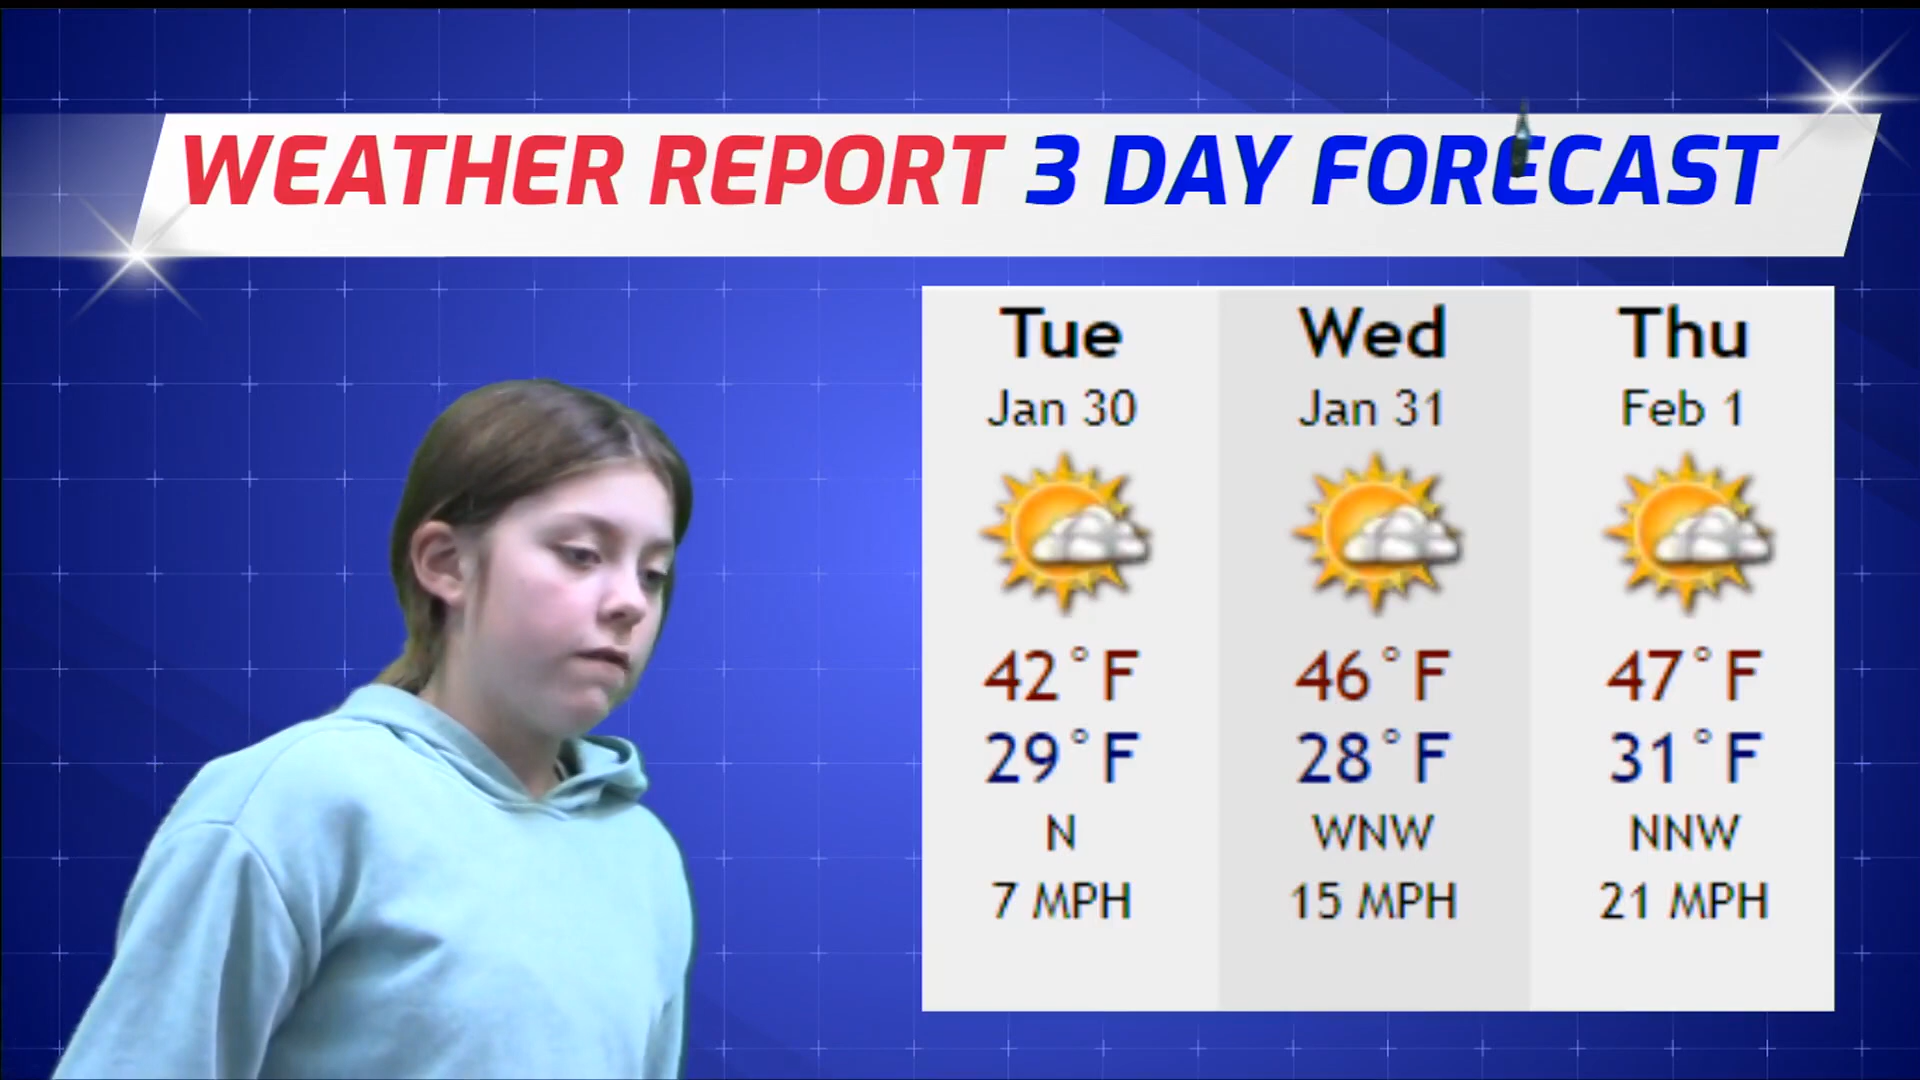 WEATHER REPORT 3 DAY FORECAST
Tue Wed Thu
Jan 30 Jan 31 Feb 1
42°F 46°F 47°F
29°F 28°F 31°F
N WNW NNW
7 MPH 15 MPH 21 MPH